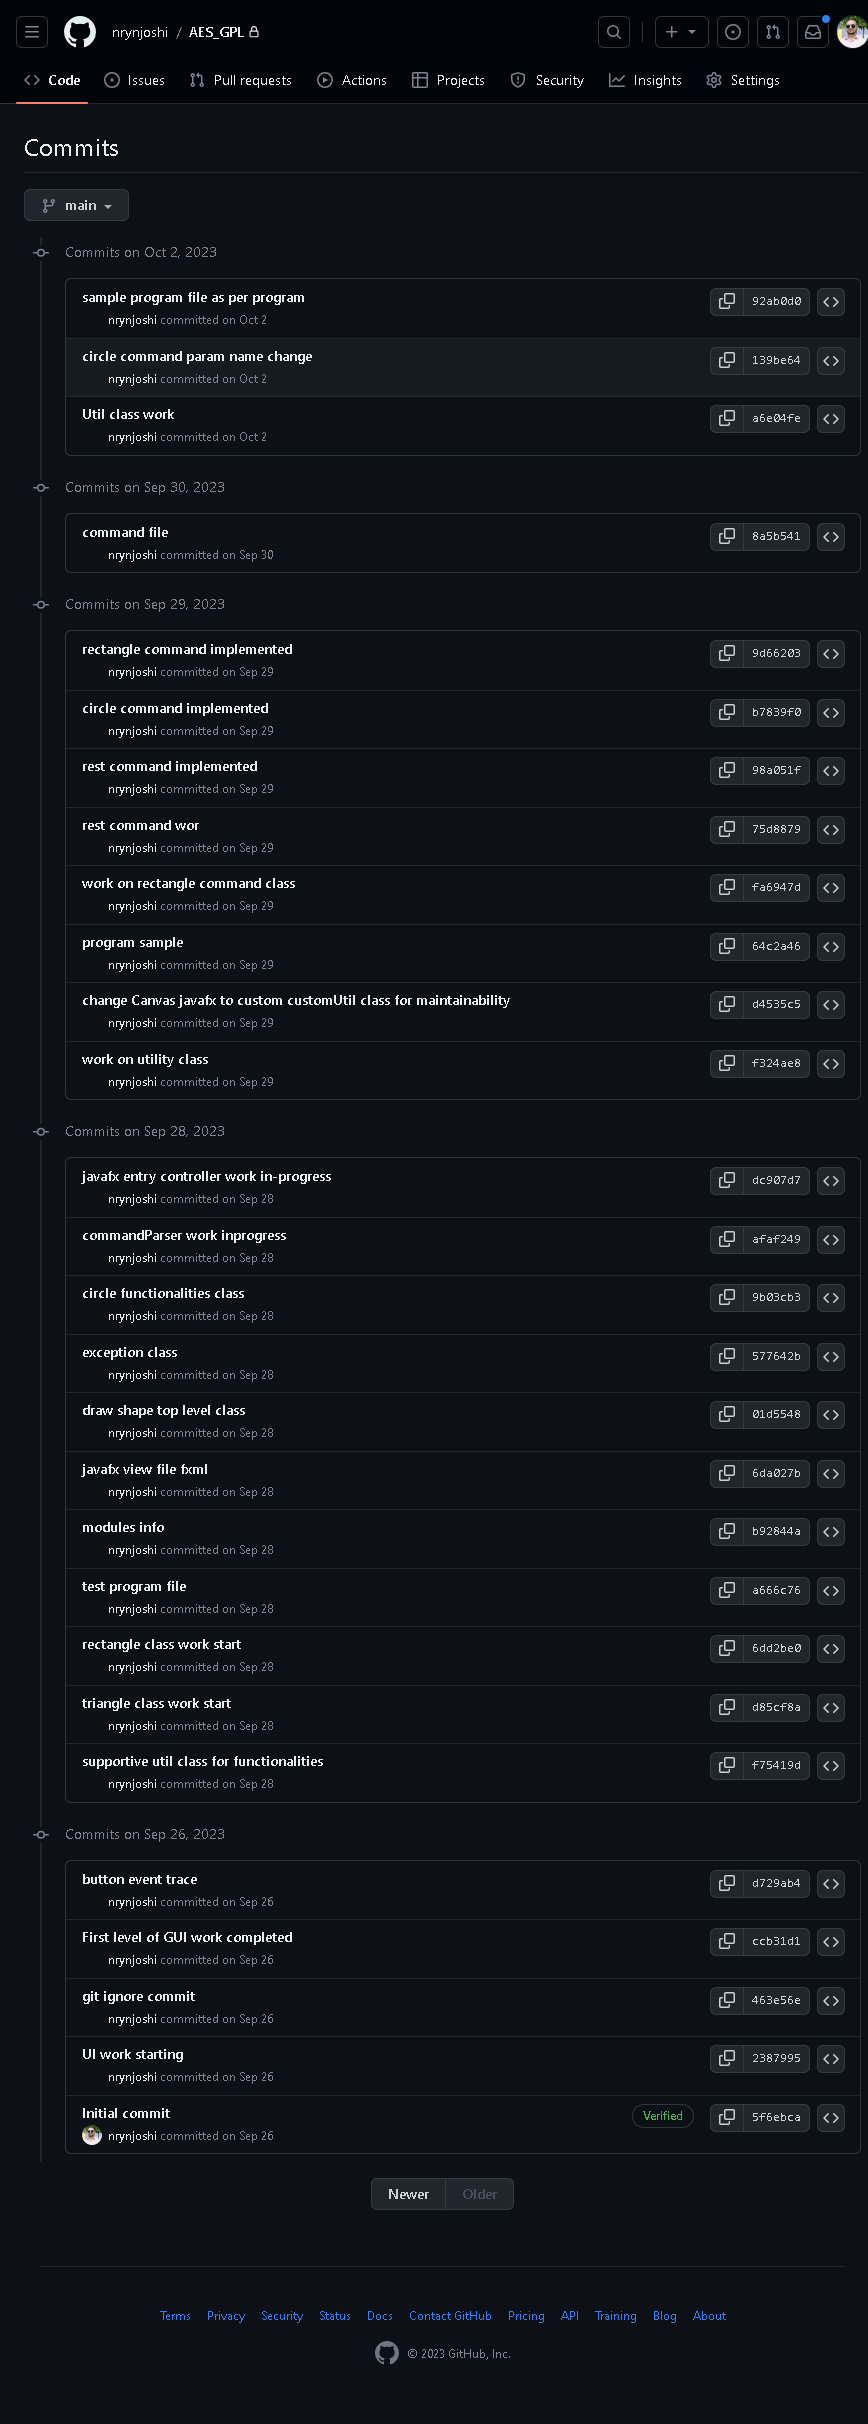 nrynjoshi / AES_GPL
Code Issues Pull requests Actions Projects Security Insights Settings
Commits
main
Commits on Oct 2, 2023
sample program file as per program
92ab0d0
nrynjoshi committed on Oct 2
circle command param name change
139be64
nrynjoshi committed on Oct 2
Util class work
a6e04fe
nrynjoshi committed on Oct 2
Commits on Sep 30, 2023
command file
8a5b541
nrynjoshi committed on Sep 30
Commits on Sep 29, 2023
rectangle command implemented
9d66203
nrynjoshi committed on Sep 29
circle command implemented
b7839f0
nrynjoshi committed on Sep 29
rest command implemented
98a051f
nrynjoshi committed on Sep 29
rest command wor
75d8879
nrynjoshi committed on Sep 29
work on rectangle command class
fa6947d
nrynjoshi committed on Sep 29
program sample
64c2a46
nrynjoshi committed on Sep 29
change Canvas javafx to custom customUtil class for maintainability
d4535c5
nrynjoshi committed on Sep 29
work on utility class
f324ae8
nrynjoshi committed on Sep 29
Commits on Sep 28, 2023
javafx entry controller work in-progress
dc907d7
nrynjoshi committed on Sep 28
commandParser work inprogress
afaf249
nrynjoshi committed on Sep 28
circle functionalities class
9b03cb3
nrynjoshi committed on Sep 28
exception class
577642b
nrynjoshi committed on Sep 28
draw shape top level class
01d5548
nrynjoshi committed on Sep 28
javafx view file fxml
6da027b
nrynjoshi committed on Sep 28
modules info
b92844a
nrynjoshi committed on Sep 28
test program file
a666c76
nrynjoshi committed on Sep 28
rectangle class work start
6dd2be0
nrynjoshi committed on Sep 28
triangle class work start
d85cf8a
nrynjoshi committed on Sep 28
supportive util class for functionalities
f75419d
nrynjoshi committed on Sep 28
Commits on Sep 26, 2023
button event trace
d729ab4
nrynjoshi committed on Sep 26
First level of GUI work completed
ccb31d1
nrynjoshi committed on Sep 26
git ignore commit
463e56e
nrynjoshi committed on Sep 26
UI work starting
2387995
nrynjoshi committed on Sep 26
Initial commit
Verified
5f6ebca
nrynjoshi committed on Sep 26
Newer Older
Terms Privacy Security Status Docs Contact GitHub Pricing API Training Blog About
© 2023 GitHub, Inc.